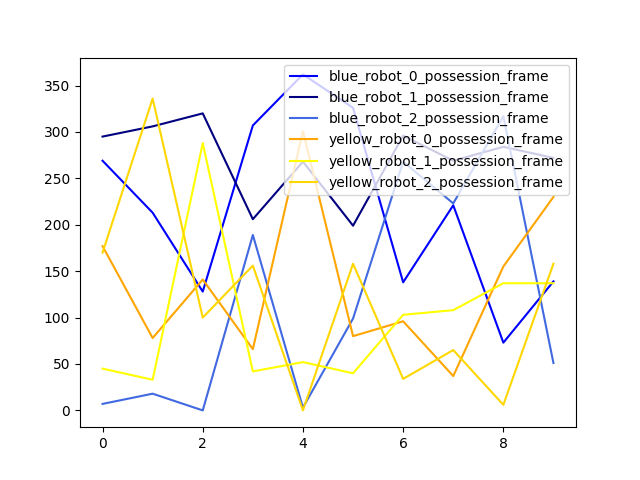 350
300
250
200
150
100
50
0
0 2 4 6 8
blue_robot_0_possession_frame
blue_robot_1_possession_frame
blue_robot_2_possession_frame
yellow_robot_0_possession_frame
yellow_robot_1_possession_frame
yellow_robot_2_possession_frame